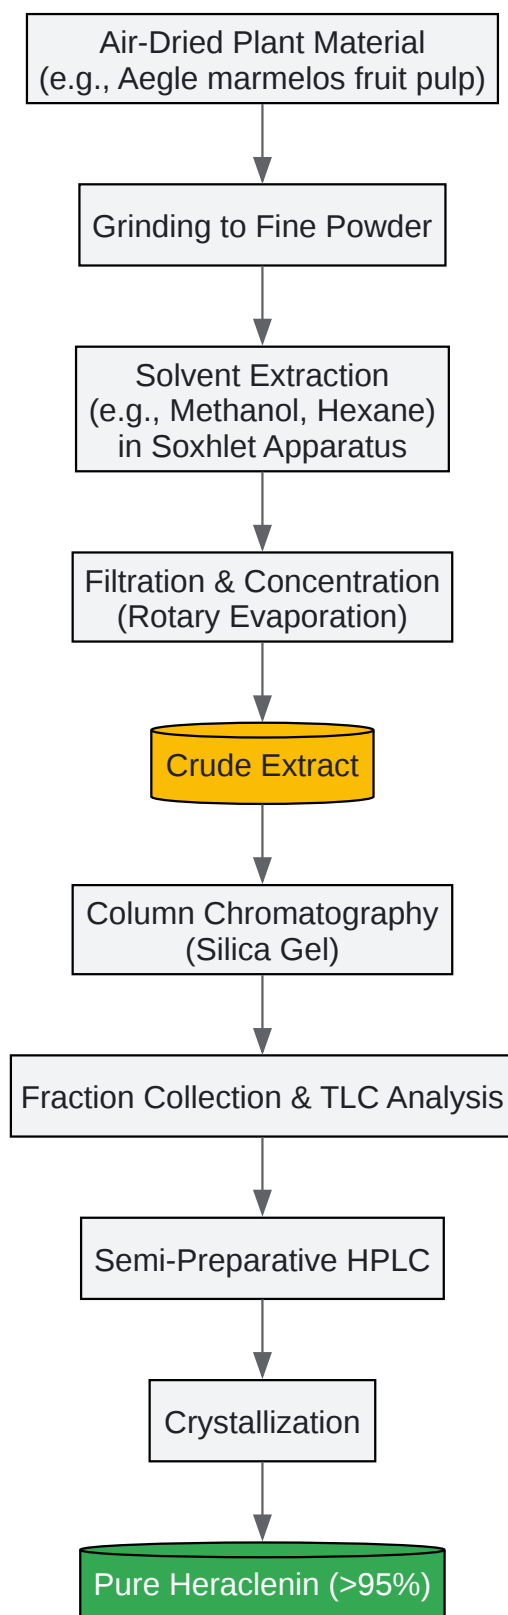 Air-Dried Plant Material
(e.g., Aegle marmelos fruit pulp)
Grinding to Fine Powder
Solvent Extraction
(e.g., Methanol, Hexane)
in Soxhlet Apparatus
Filtration & Concentration
(Rotary Evaporation)
Crude Extract
Column Chromatography
(Silica Gel)
Fraction Collection & TLC Analysis
Semi-Preparative HPLC
Crystallization
Pure Heraclenin (>95%)